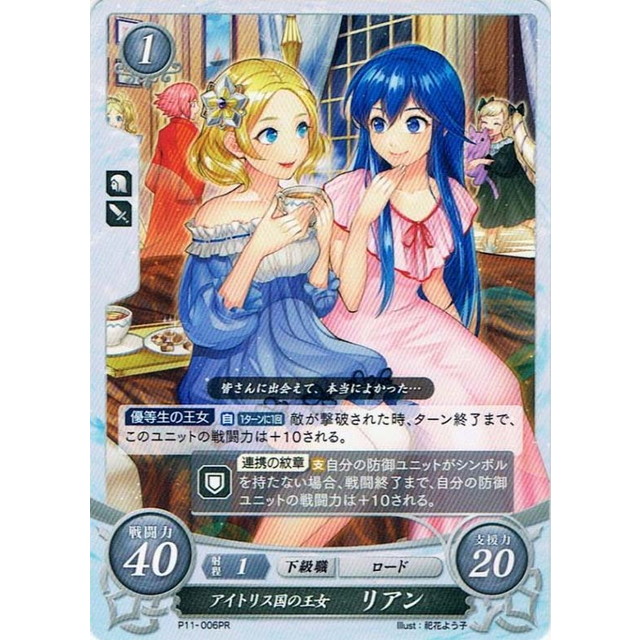 1
皆さんに出会えて、本当によかった…
優等生の王女 自 1ターンに1回 敵が撃破された時、ターン終了まで、
このユニットの戦闘力は＋10される。
連携の紋章 支 自分の防御ユニットがシンボル
を持たない場合、戦闘終了まで、自分の防御
ユニットの戦闘力は＋10される。
戦闘力
40
射程 1 下級職 ロード
支援力
20
アイトリス国の王女 リアン
P11-006PR Illust：祀花よう子